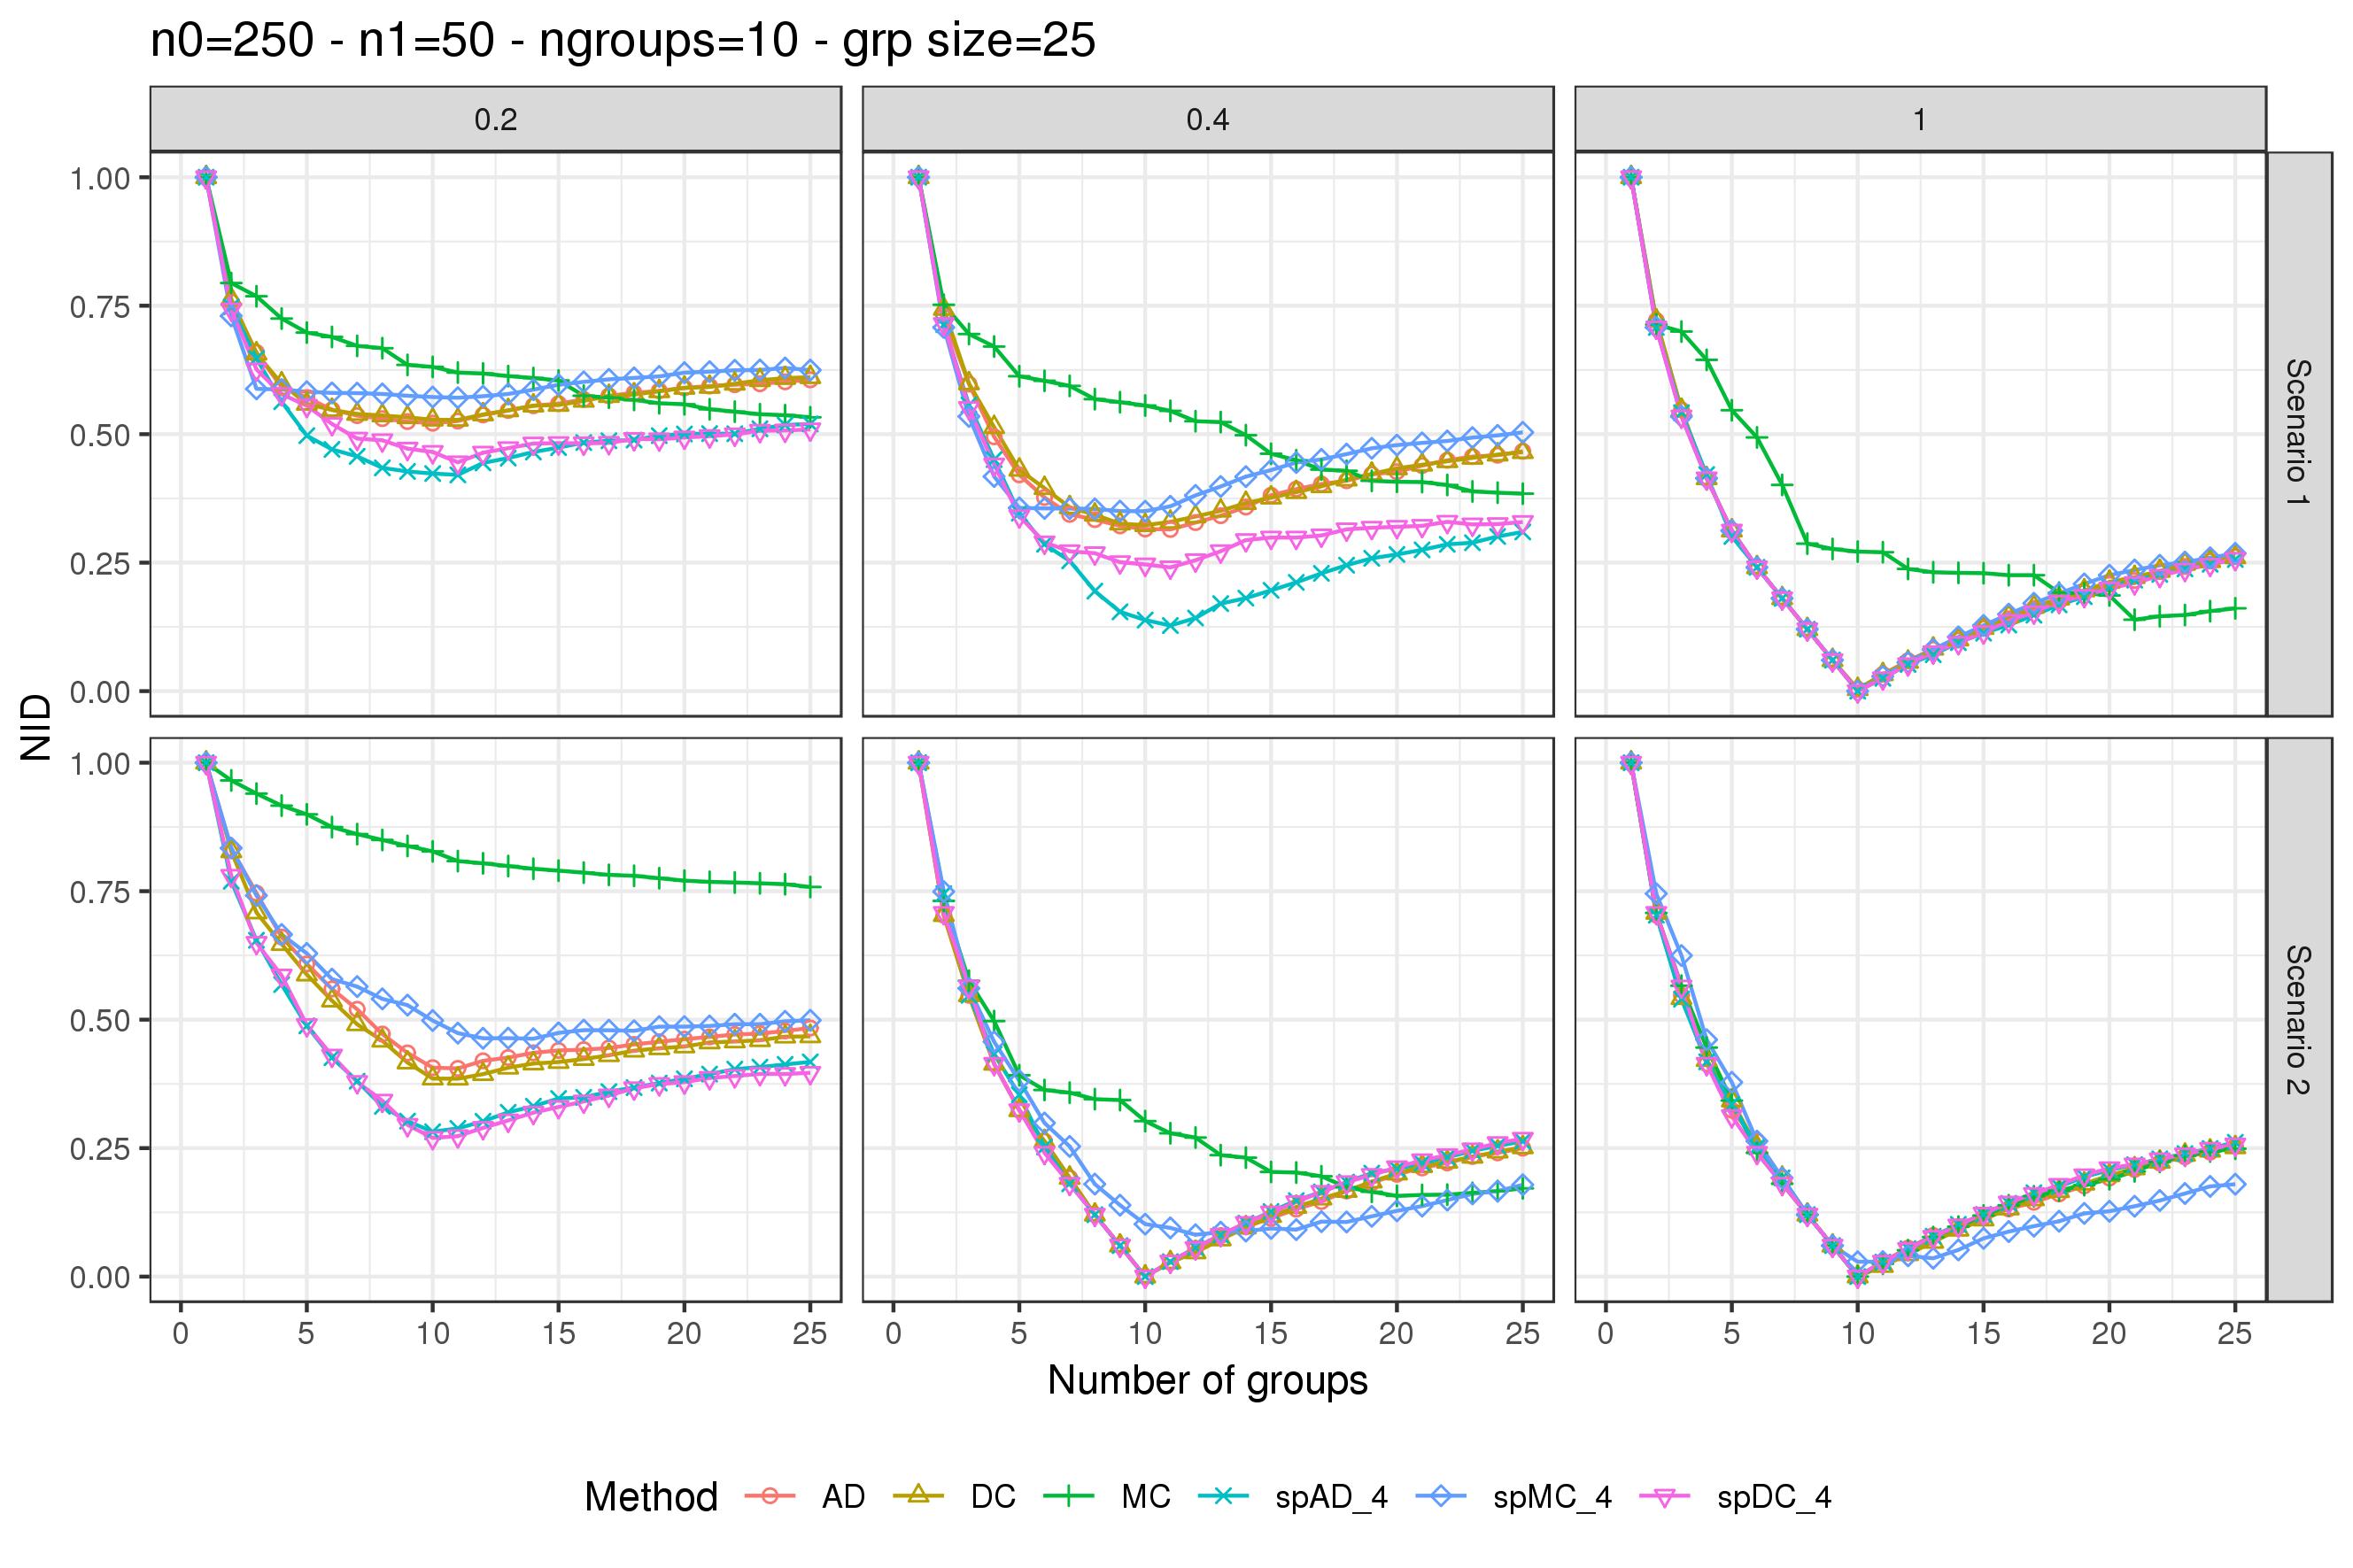 n0=250 - n1=50 - ngroups=10 - grp size=25
0.2 0.4 1
1.00
0.75
0.50
0.25
0.00
Scenario 1
1.00
0.75
0.50
0.25
0.00
Scenario 2
NID
0 5 10 15 20 25 0 5 10 15 20 25 0 5 10 15 20 25
Number of groups
Method AD DC MC spAD_4 spMC_4 spDC_4